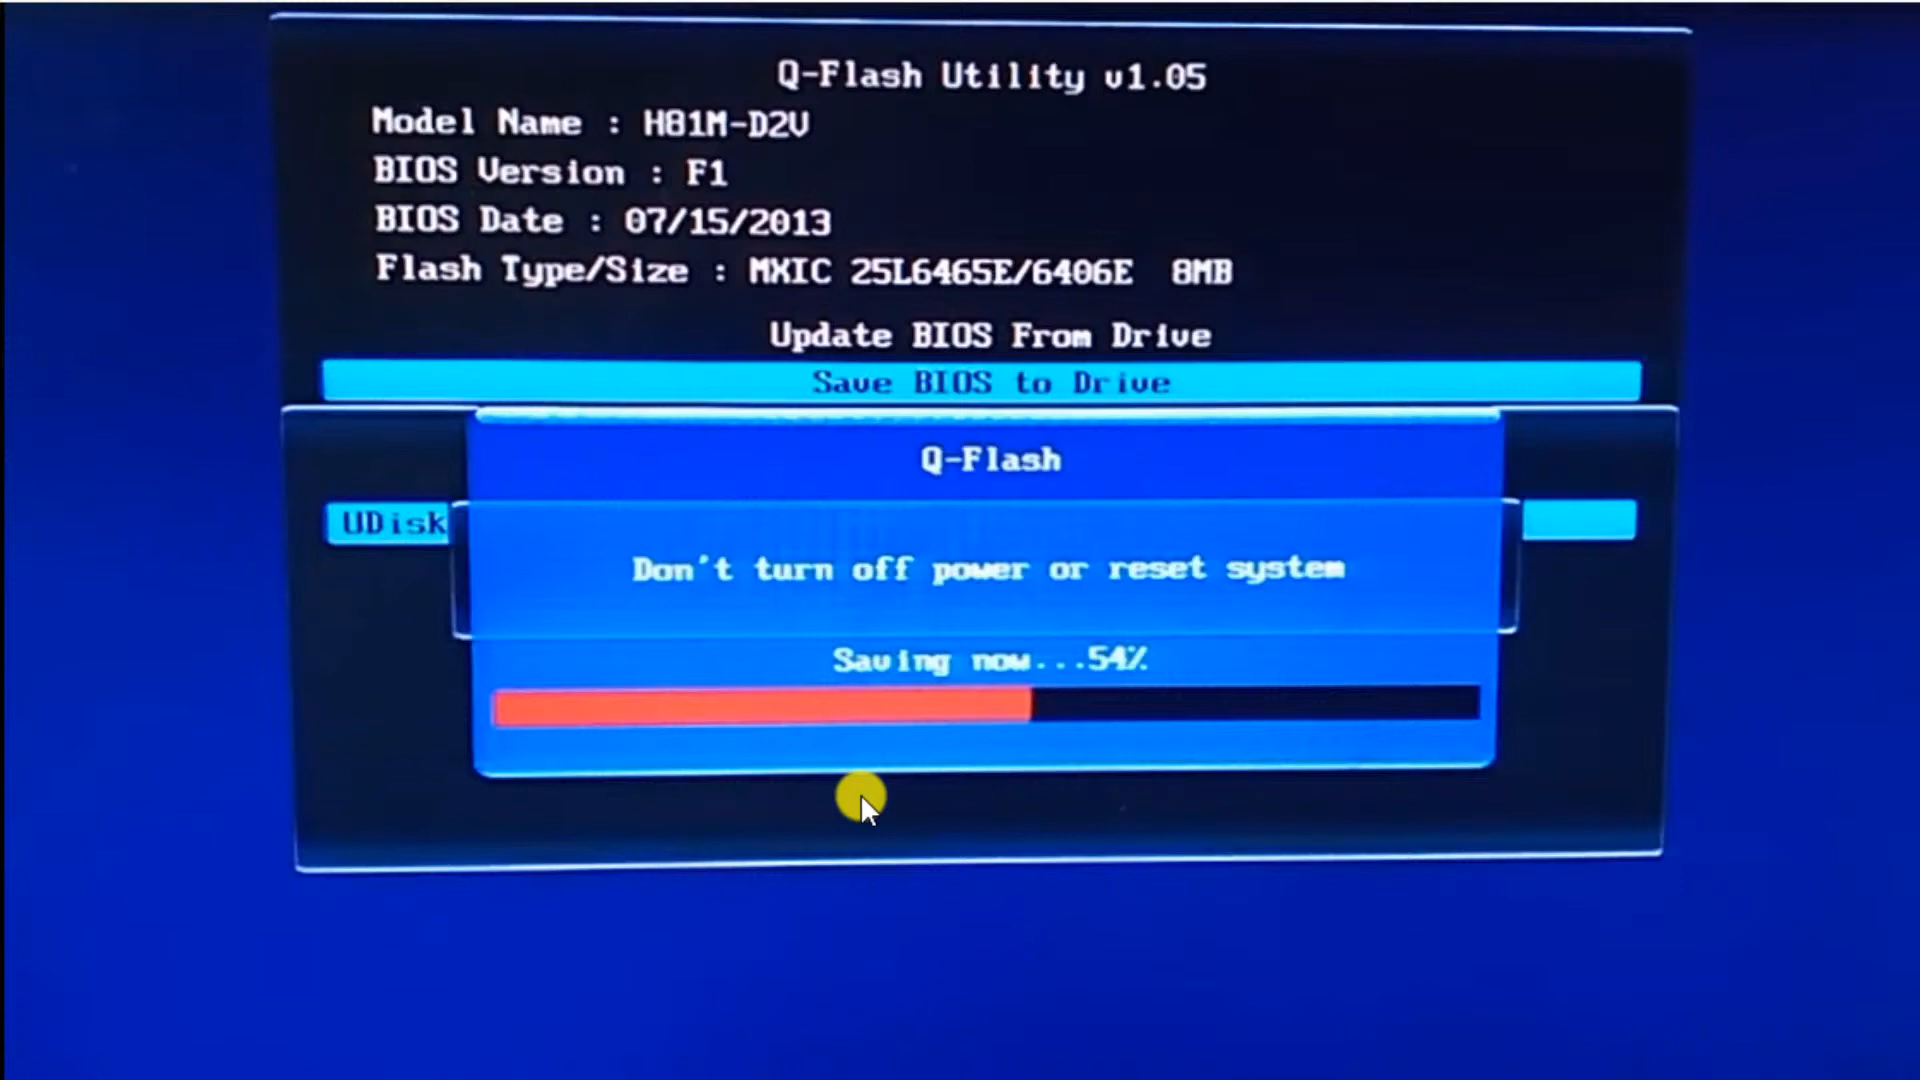 Q-Flash Utility v1.05
Model Name : H81M-D2V
BIOS Version : F1
BIOS Date : 07/15/2013
Flash Type/Size : MXIC 25L6465E/6406E 8MB
Update BIOS From Drive
Save BIOS to Drive
Q-Flash
UDisk
Don't turn off power or reset system
Saving now...54%